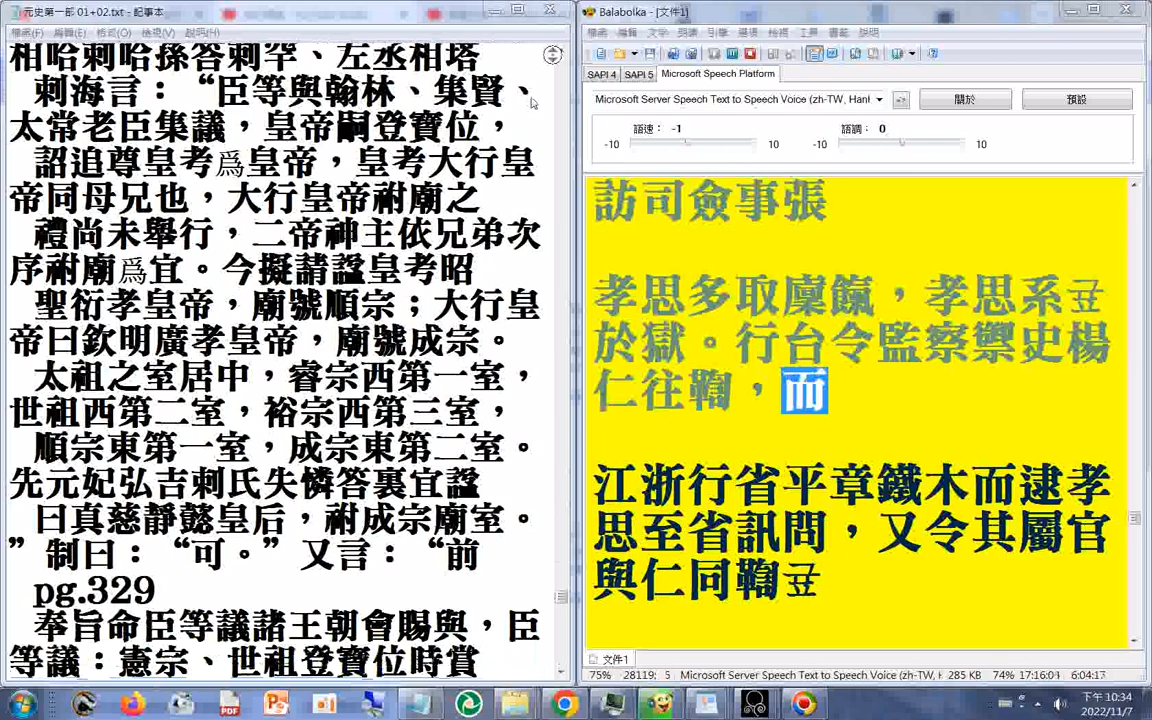 元史第一部 01+02.txt - 記事本
檔案(F) 編輯(E) 格式(O) 檢視(V) 說明(H)
相哈剌哈孫答剌罕、左丞相塔
剌海言：“臣等與翰林、集賢、
太常老臣集議，皇帝嗣登寶位，
詔追尊皇考爲皇帝，皇考大行皇
帝同母兄也，大行皇帝祔廟之
禮尚未舉行，二帝神主依兄弟次
序祔廟爲宜。今擬請諡皇考昭
聖衍孝皇帝，廟號順宗；大行皇
帝曰欽明廣孝皇帝，廟號成宗。
太祖之室居中，睿宗西第一室，
世祖西第二室，裕宗西第三室，
順宗東第一室，成宗東第二室。
先元妃弘吉剌氏失憐答裏宜諡
曰真慈靜懿皇后，祔成宗廟室。
”制曰：“可。”又言：“前
pg.329
奉旨命臣等議諸王朝會賜與，臣
等議：憲宗、世祖登寶位時賞
Balabolka - [文件1]
檔案 編輯 文字 朗讀 引擎 選項 檢視 工具 書籤 說明
SAPI 4 SAPI 5 Microsoft Speech Platform
Microsoft Server Speech Text to Speech Voice (zh-TW, HanH
關於 預設
語速： -1 語調： 0
-10 10 -10 10
訪司僉事張
孝思多取廩餼，孝思系귶
於獄。行台令監察禦史楊
仁往鞫，而
江浙行省平章鐵木而逮孝
思至省訊問，又令其屬官
與仁同鞫귶
文件1
75% 28119; 5 Microsoft Server Speech Text to Speech Voice (zh-TW, H 285 KB 74% 17:16:04 6:04:17
下午 10:34
2022/11/7